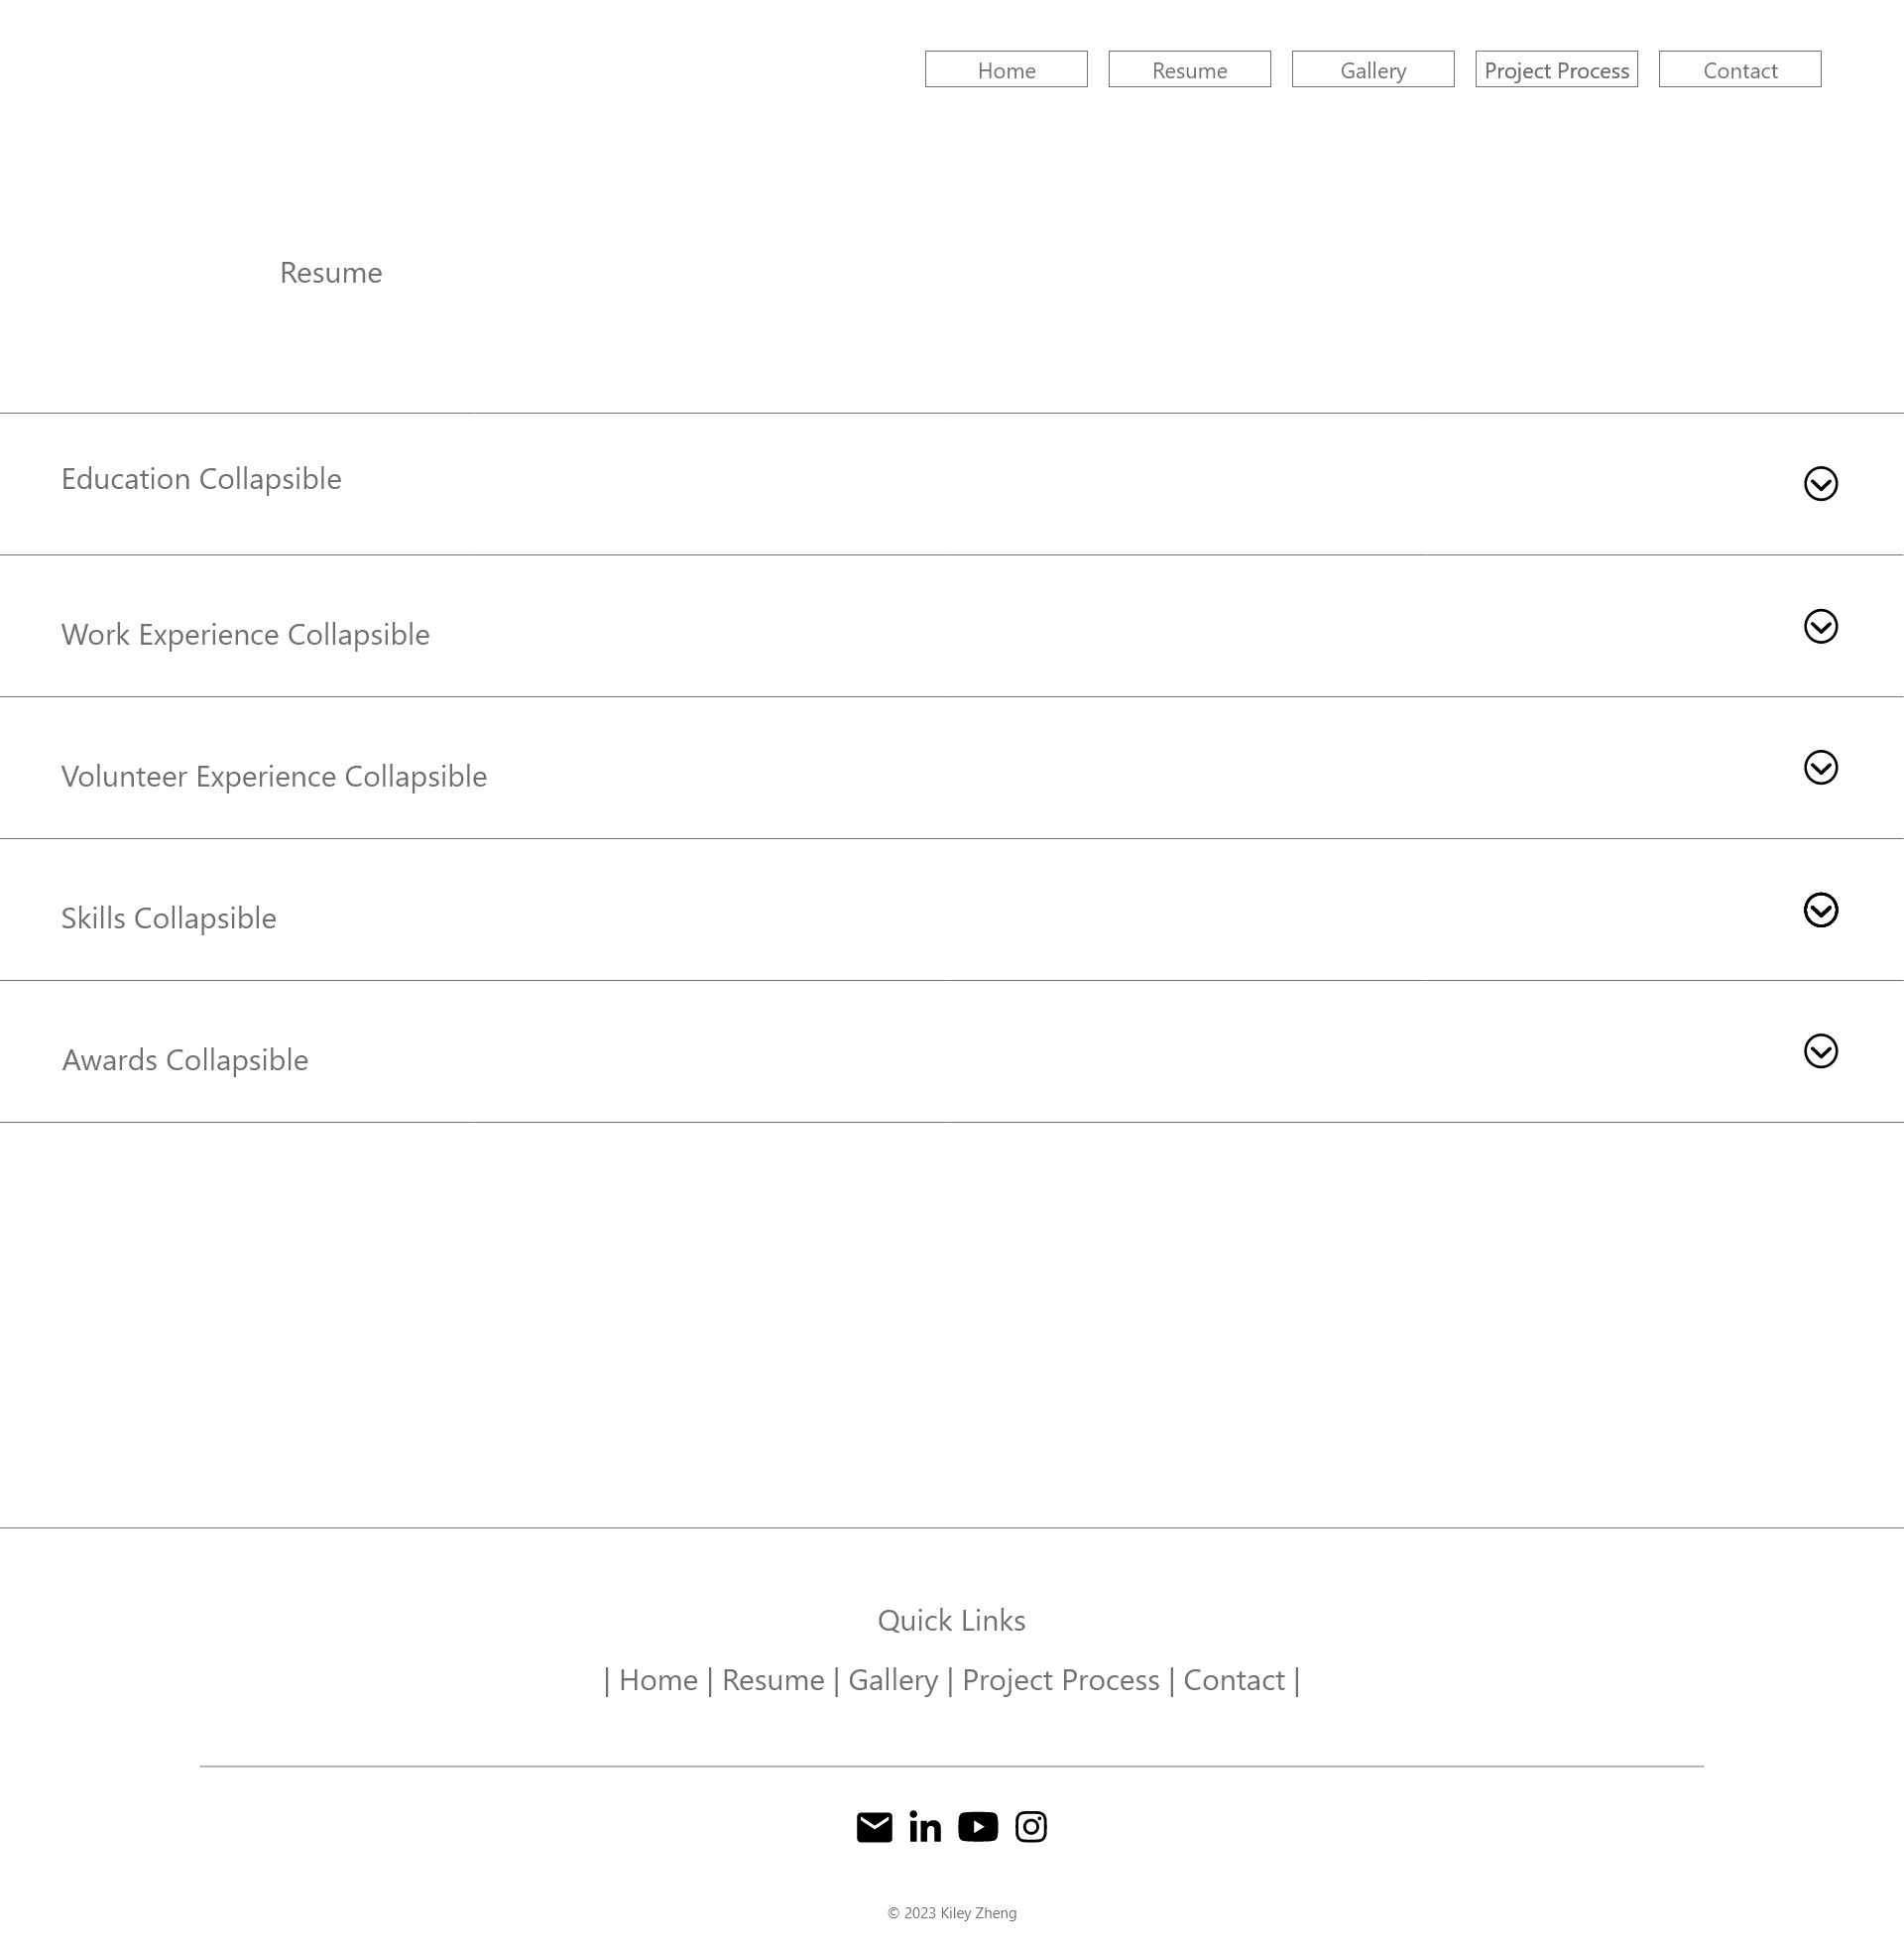 Home Resume Gallery Project Process Contact
Resume
Education Collapsible
Work Experience Collapsible
Volunteer Experience Collapsible
Skills Collapsible
Awards Collapsible
Quick Links
| Home | Resume | Gallery | Project Process | Contact |
in
© 2023 Kiley Zheng